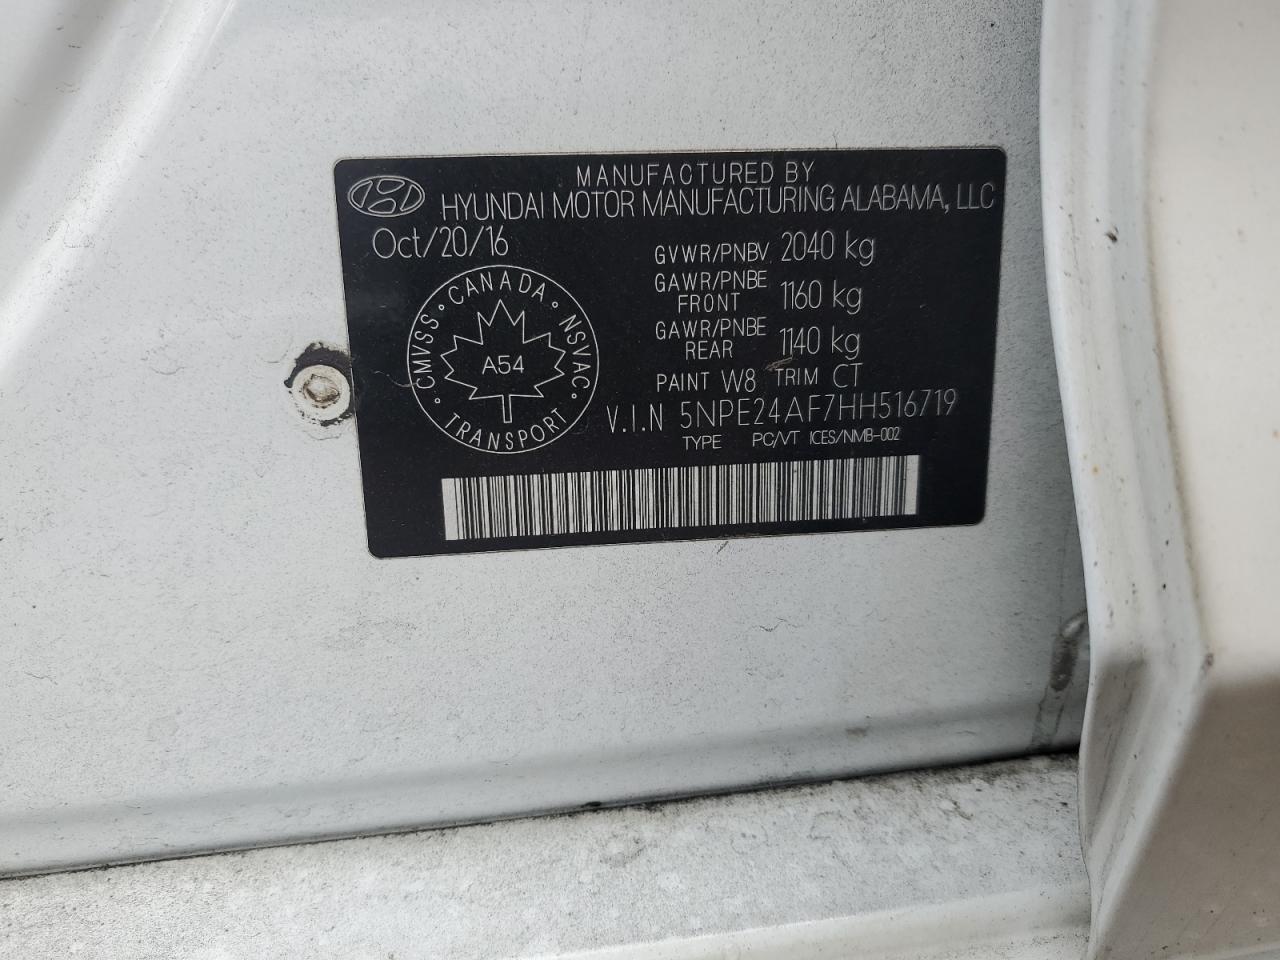 MANUFACTURED BY
HYUNDAI MOTOR MANUFACTURING ALABAMA, LLC
Oct/20/16
GVWR/PNBV 2040 kg
GAWR/PNBE FRONT 1160 kg
GAWR/PNBE REAR 1140 kg
PAINT W8 TRIM CT
V.I.N 5NPE24AF7HH516719
TYPE PC/VT ICES/NMB-002
CMVSS ∘ CANADA ∘ NSVAC ∘ TRANSPORT ∘
A54